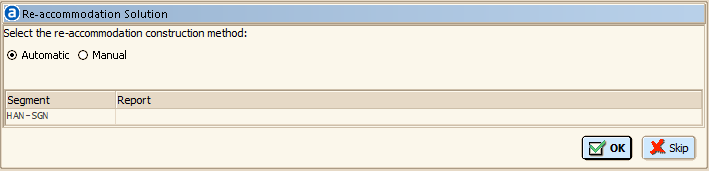 Re-accommodation Solution
Select the re-accommodation construction method:
Automatic Manual
Segment Report
HAN-SGN
OK Skip